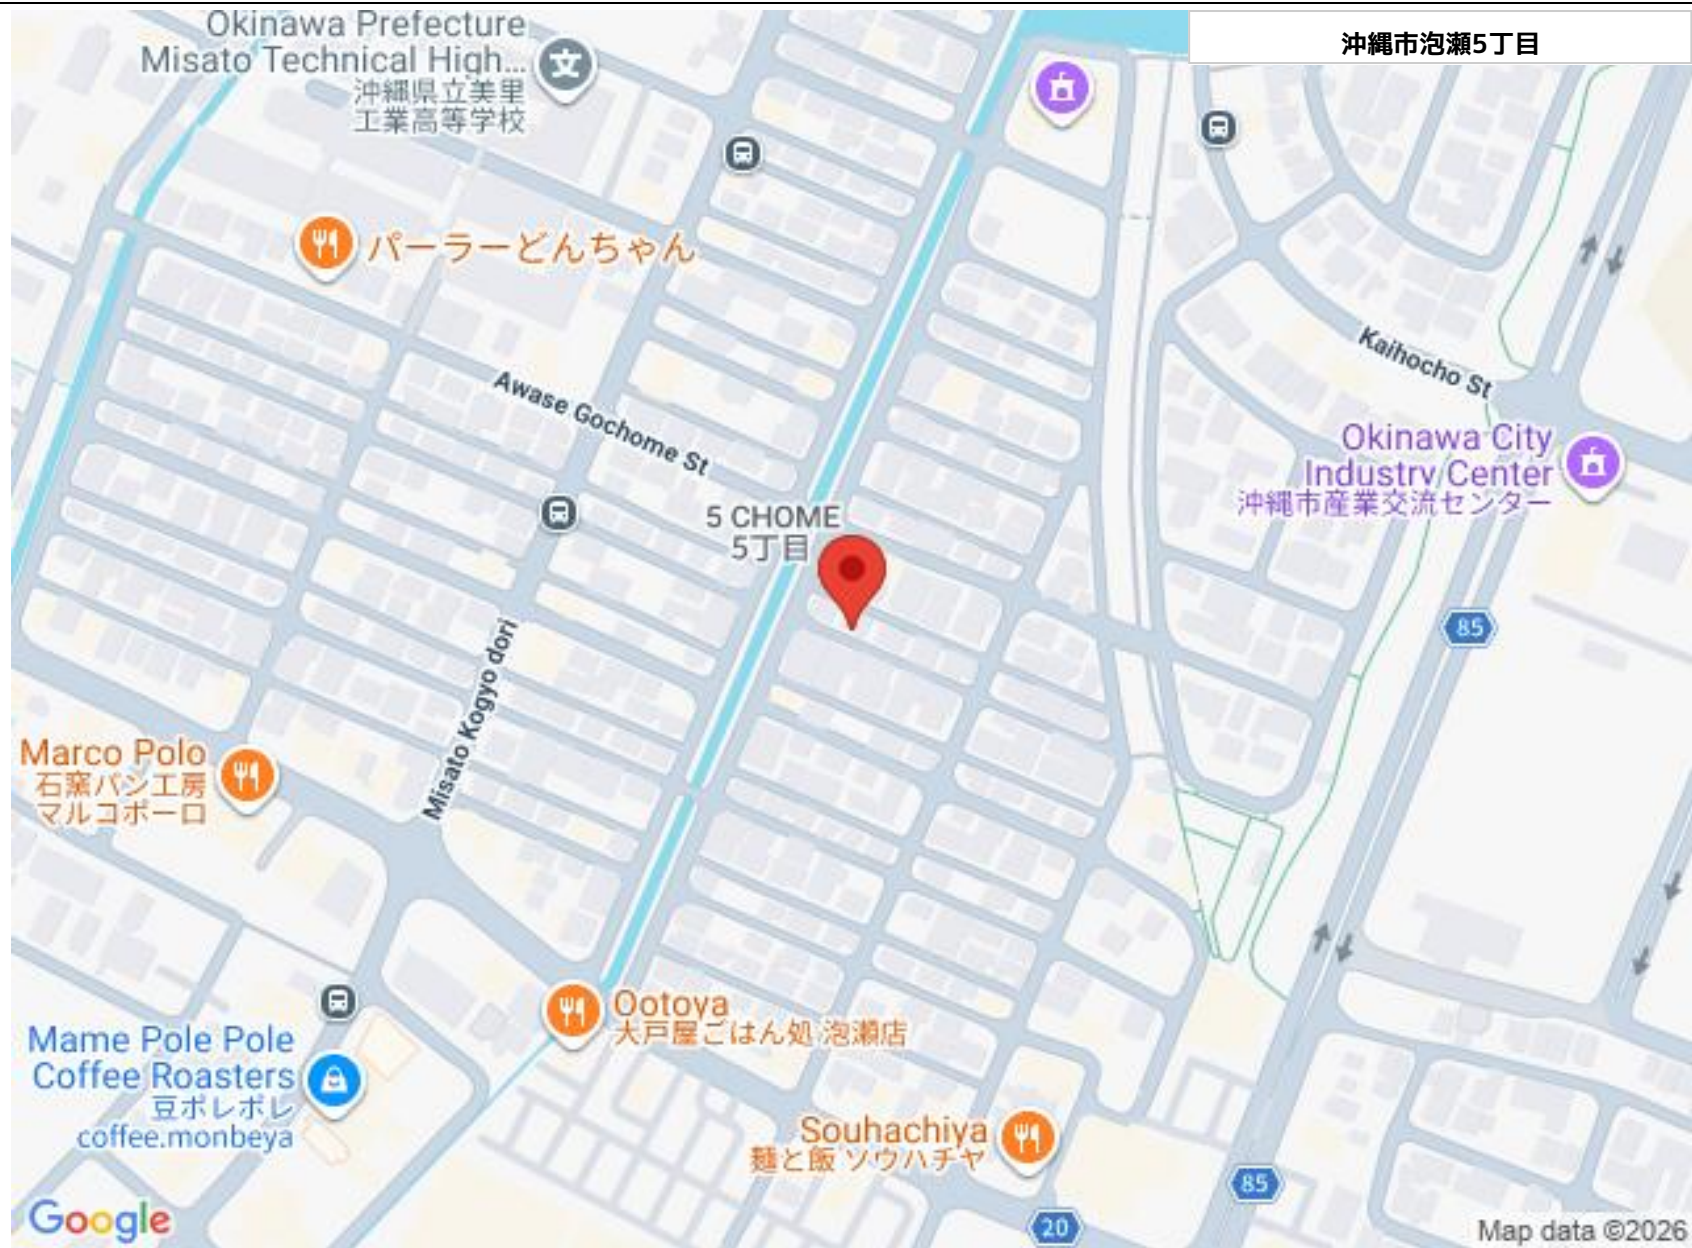 沖縄市泡瀬5丁目
Okinawa Prefecture
Misato Technical High...
沖縄県立美里
工業高等学校
パーラーどんちゃん
Kaihocho St
Awase Gochome St
Okinawa City
Industry Center
沖縄市産業交流センター
5 CHOME
5丁目
85
Misato Kogyo dori
Marco Polo
石窯パン工房
マルコポーロ
Ootoya
大戸屋ごはん処 泡瀬店
Mame Pole Pole
Coffee Roasters
豆ポレポレ
coffee.monbeya
Souhachiya
麺と飯 ソウハチヤ
85
20
Google
Map data ©2026